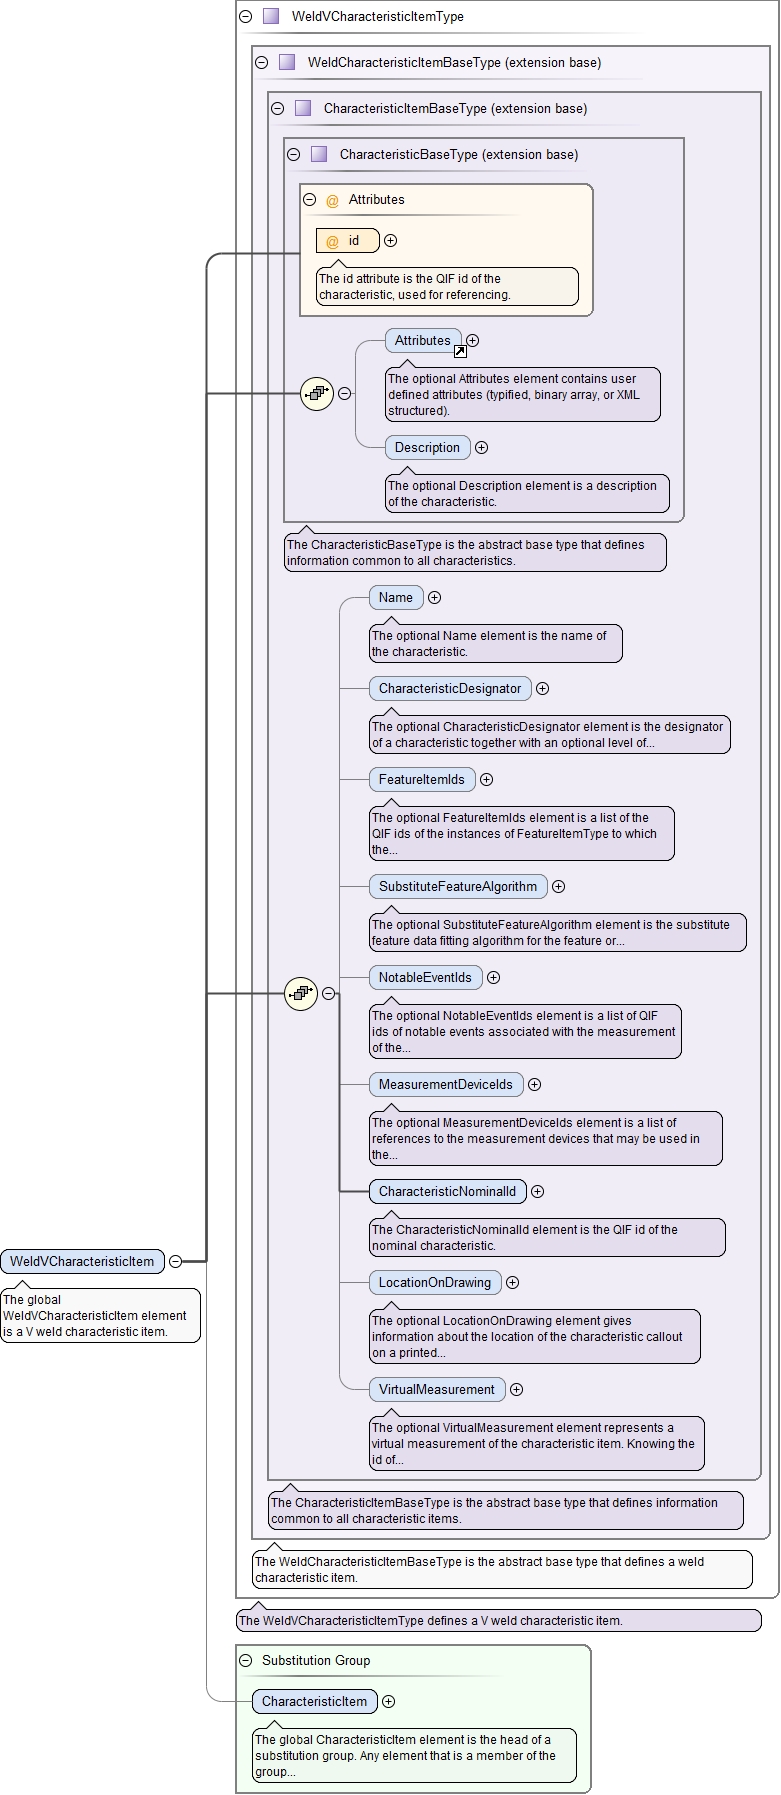 WeldVCharacteristicItemType
WeldCharacteristicItemBaseType (extension base)
CharacteristicItemBaseType (extension base)
CharacteristicBaseType (extension base)
@ Attributes
@ id
The id attribute is the QIF id of the
characteristic, used for referencing.
Attributes
The optional Attributes element contains user
defined attributes (typified, binary array, or XML
structured).
Description
The optional Description element is a description
of the characteristic.
The CharacteristicBaseType is the abstract base type that defines
information common to all characteristics.
Name
The optional Name element is the name of
the characteristic.
CharacteristicDesignator
The optional CharacteristicDesignator element is the designator
of a characteristic together with an optional level of...
FeatureItemIds
The optional FeatureItemIds element is a list of the
QIF ids of the instances of FeatureItemType to which
the...
SubstituteFeatureAlgorithm
The optional SubstituteFeatureAlgorithm element is the substitute
feature data fitting algorithm for the feature or...
NotableEventIds
The optional NotableEventIds element is a list of QIF
ids of notable events associated with the measurement
of the...
MeasurementDeviceIds
The optional MeasurementDeviceIds element is a list of
references to the measurement devices that may be used in
the...
CharacteristicNominalId
The CharacteristicNominalId element is the QIF id of the
nominal characteristic.
WeldVCharacteristicItem
The global
WeldVCharacteristicItem element
is a V weld characteristic item.
LocationOnDrawing
The optional LocationOnDrawing element gives
information about the location of the characteristic callout
on a printed...
VirtualMeasurement
The optional VirtualMeasurement element represents a
virtual measurement of the characteristic item. Knowing the
id of...
The CharacteristicItemBaseType is the abstract base type that defines information
common to all characteristic items.
The WeldCharacteristicItemBaseType is the abstract base type that defines a weld
characteristic item.
The WeldVCharacteristicItemType defines a V weld characteristic item.
Substitution Group
CharacteristicItem
The global CharacteristicItem element is the head of a
substitution group. Any element that is a member of the
group...